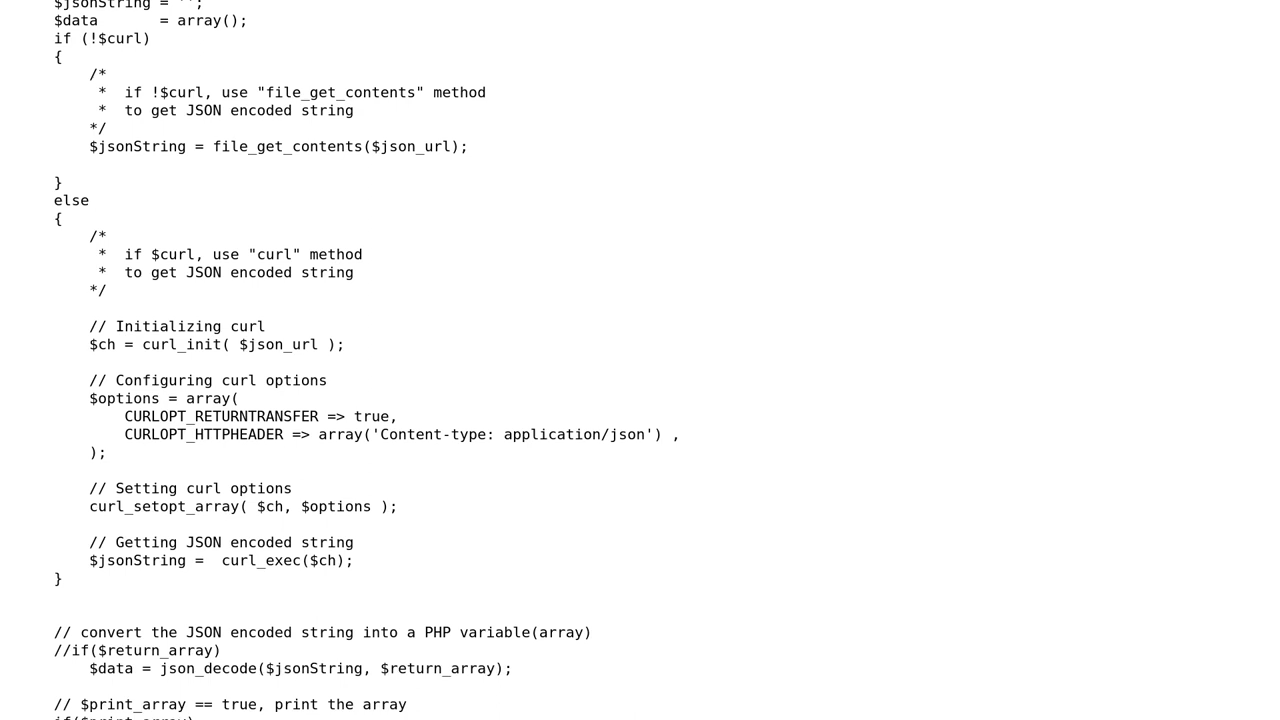 $jsonString = '';
$data       = array();
if (!$curl)
{
    /*
     *  if !$curl, use "file_get_contents" method
     *  to get JSON encoded string
    */
    $jsonString = file_get_contents($json_url);

}
else
{
    /*
     *  if $curl, use "curl" method
     *  to get JSON encoded string
    */

    // Initializing curl
    $ch = curl_init( $json_url );

    // Configuring curl options
    $options = array(
        CURLOPT_RETURNTRANSFER => true,
        CURLOPT_HTTPHEADER => array('Content-type: application/json') ,
    );

    // Setting curl options
    curl_setopt_array( $ch, $options );

    // Getting JSON encoded string
    $jsonString =  curl_exec($ch);
}


// convert the JSON encoded string into a PHP variable(array)
//if($return_array)
    $data = json_decode($jsonString, $return_array);

// $print_array == true, print the array
if($print_array)